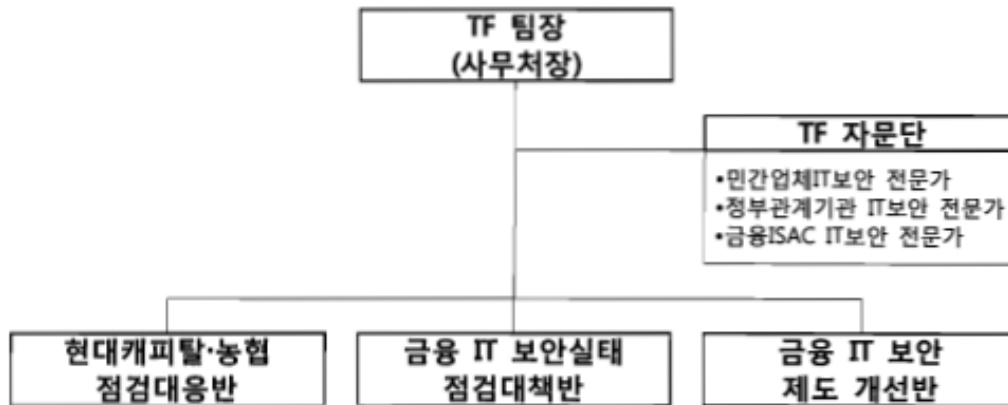 TF 팀장
(사무처장)
TF 자문단
•민간업체IT보안 전문가
•정부관계기관 IT보안 전문가
•금융ISAC IT보안 전문가
현대캐피탈·농협
점검대응반
금융 IT 보안실태
점검대책반
금융 IT 보안
제도 개선반